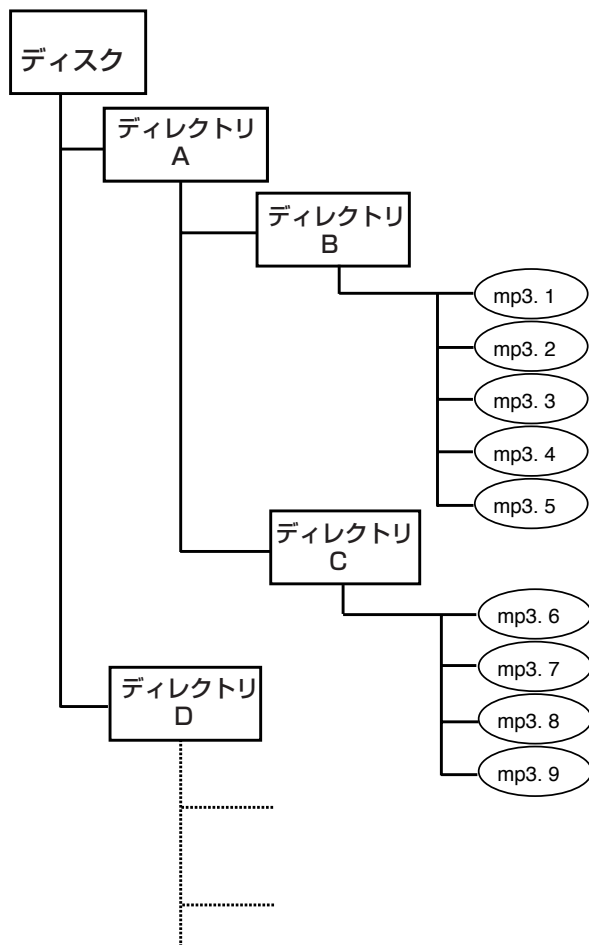 ディスク
ディレクトリ
A
ディレクトリ
B
mp3. 1
mp3. 2
mp3. 3
mp3. 4
mp3. 5
ディレクトリ
C
mp3. 6
mp3. 7
mp3. 8
mp3. 9
ディレクトリ
D